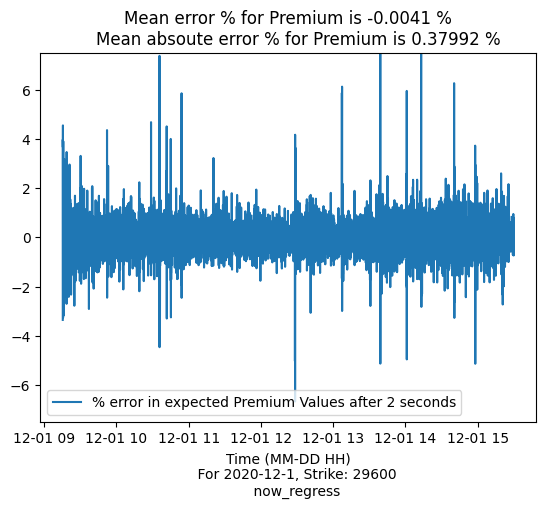 Mean error % for Premium is -0.0041 %
Mean absoute error % for Premium is 0.37992 %
6
4
2
0
−2
−4
−6
% error in expected Premium Values after 2 seconds
12-01 09 12-01 10 12-01 11 12-01 12 12-01 13 12-01 14 12-01 15
Time (MM-DD HH)
For 2020-12-1, Strike: 29600
now_regress